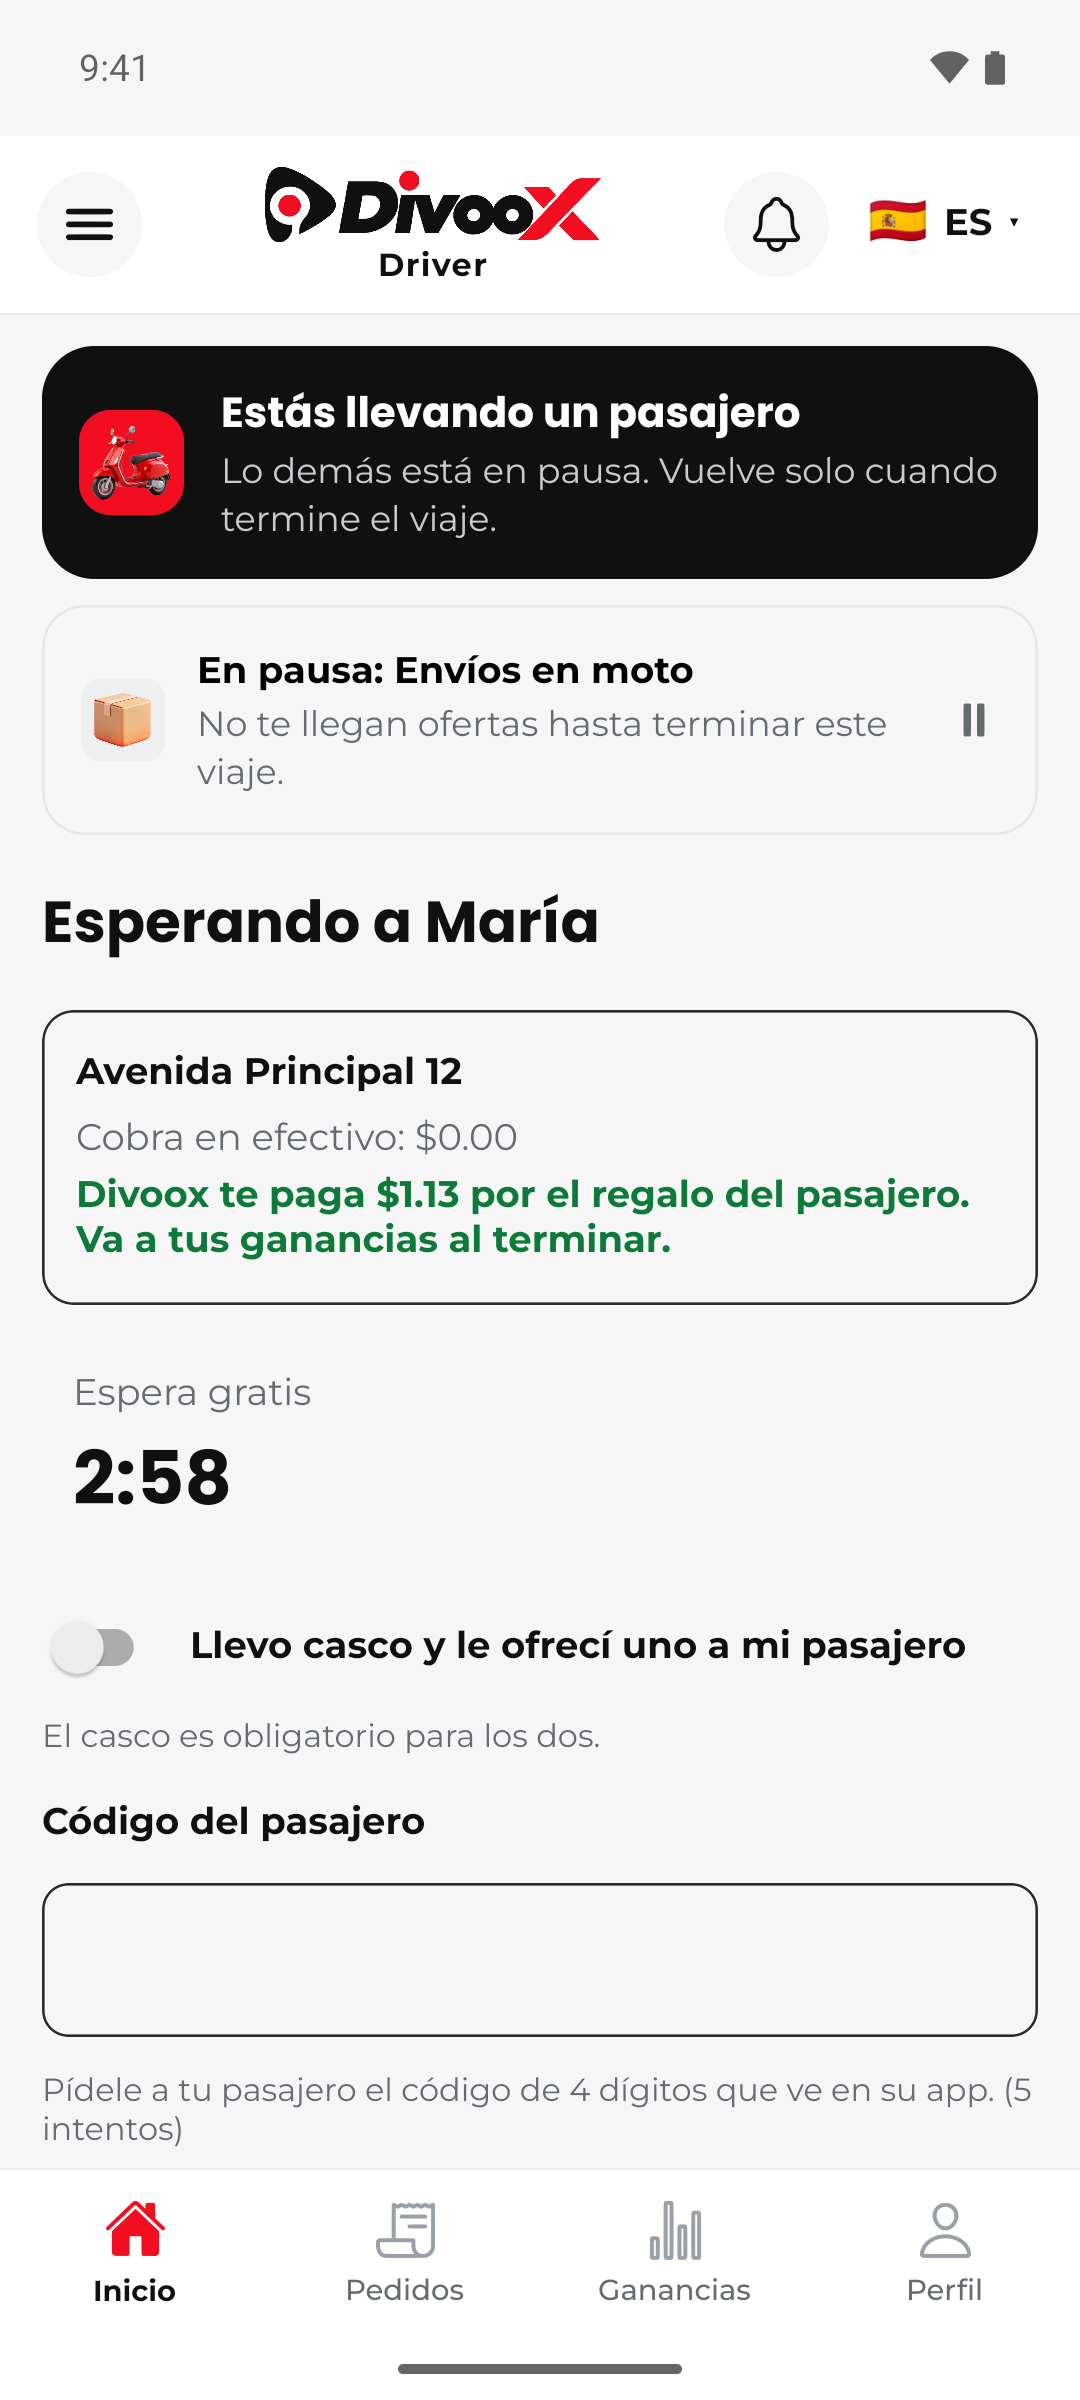 9:41
DivooX
Driver
ES
Estás llevando un pasajero
Lo demás está en pausa. Vuelve solo cuando
termine el viaje.
En pausa: Envíos en moto
No te llegan ofertas hasta terminar este
viaje.
Esperando a María
Avenida Principal 12
Cobra en efectivo: $0.00
Divoox te paga $1.13 por el regalo del pasajero.
Va a tus ganancias al terminar.
Espera gratis
2:58
Llevo casco y le ofrecí uno a mi pasajero
El casco es obligatorio para los dos.
Código del pasajero
Pídele a tu pasajero el código de 4 dígitos que ve en su app. (5
intentos)
Inicio
Pedidos
Ganancias
Perfil